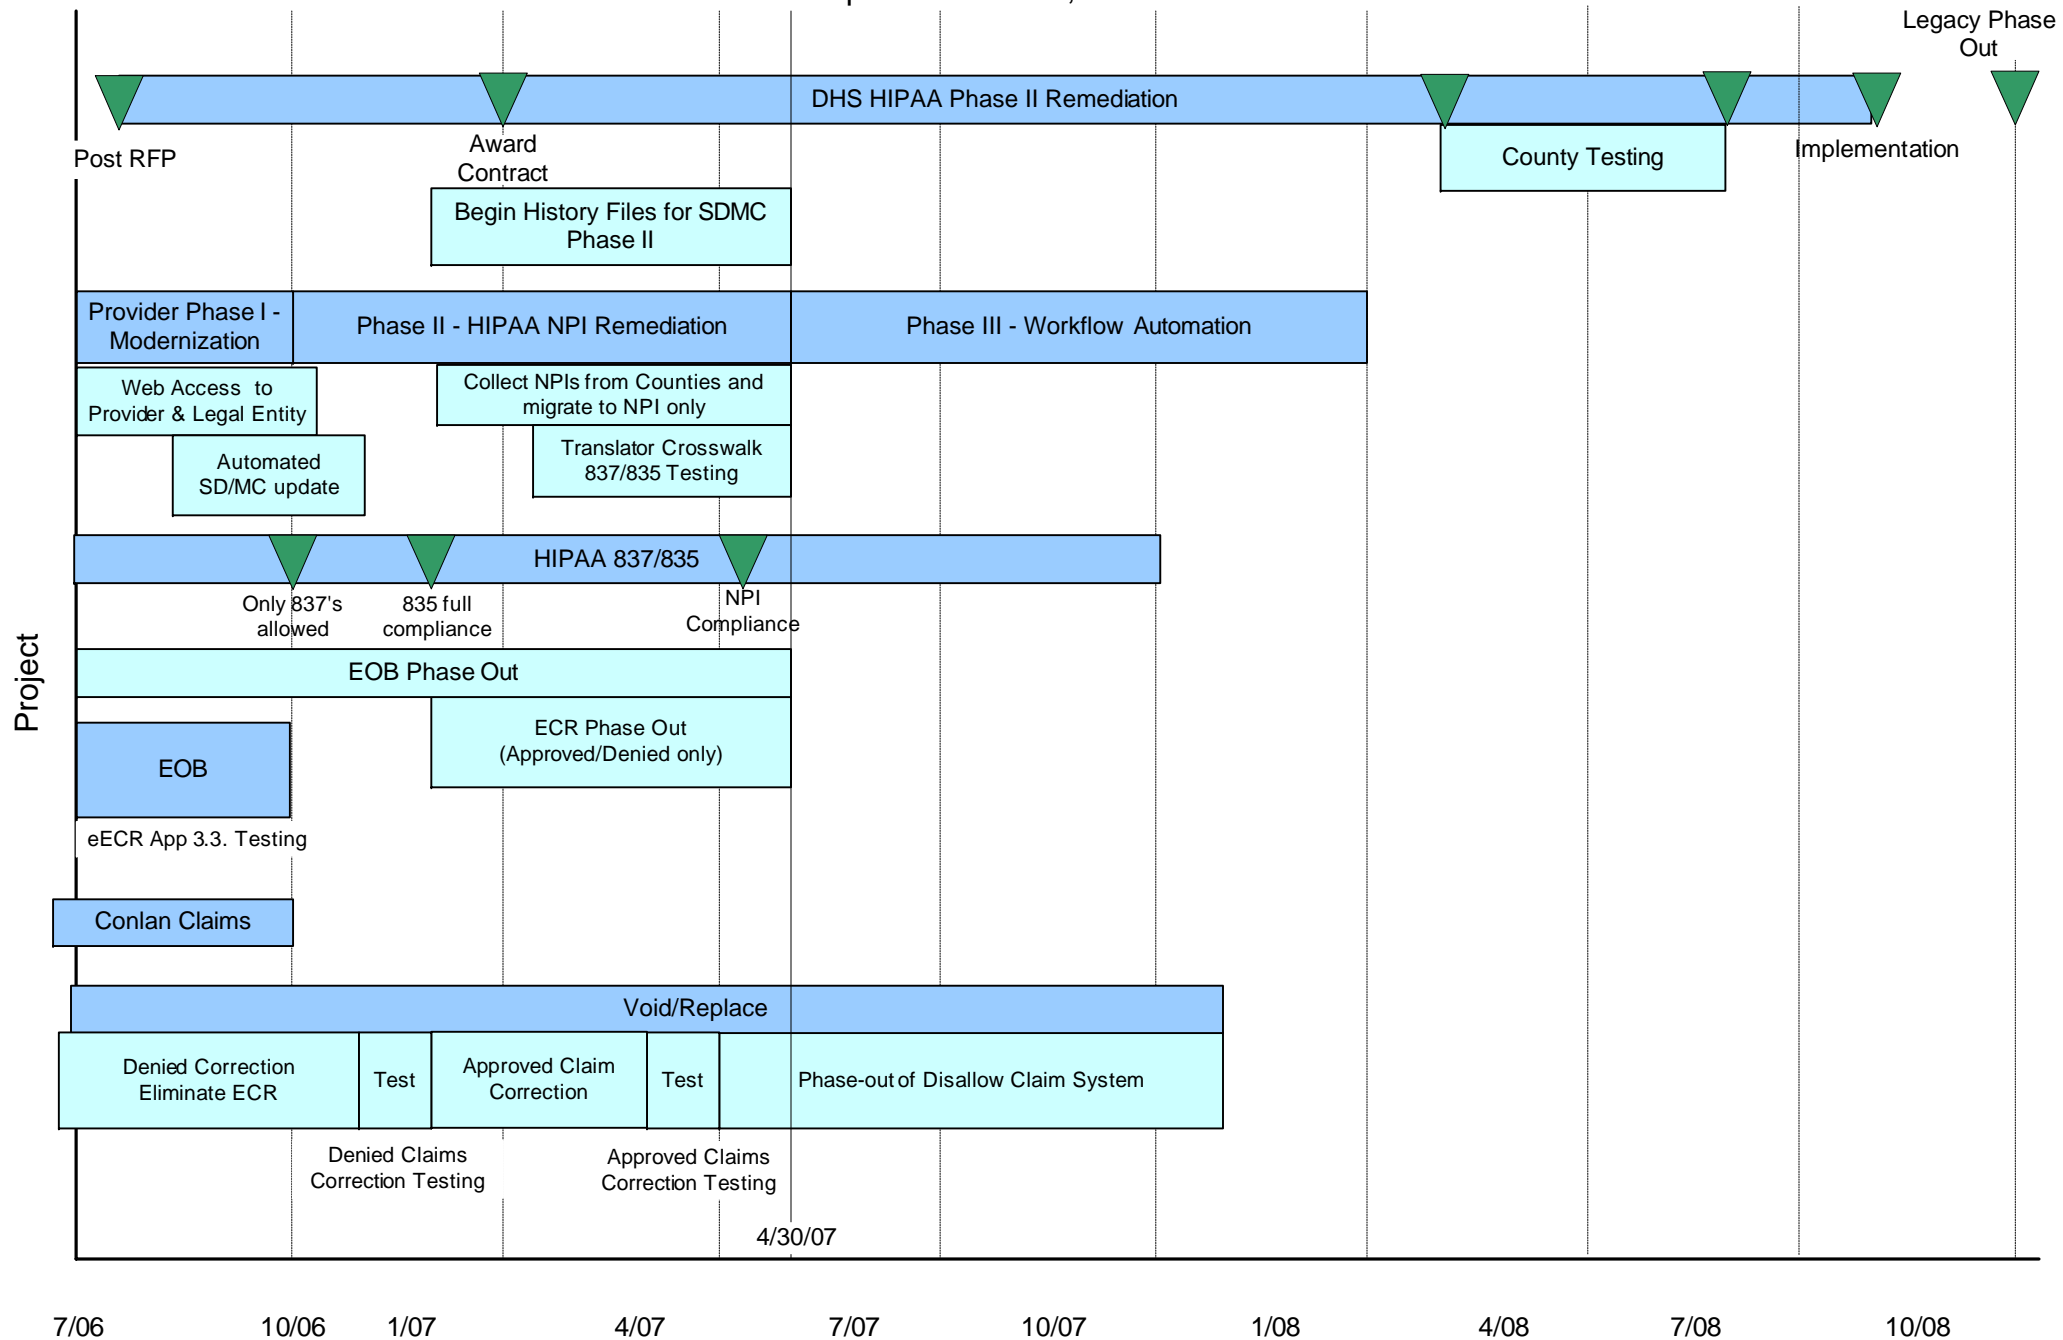 Legacy Phase
Out
DHS HIPAA Phase II Remediation
Post RFP
Award
Contract
County Testing
Implementation
Begin History Files for SDMC
Phase II
Provider Phase I -
Modernization
Phase II - HIPAA NPI Remediation
Phase III - Workflow Automation
Web Access to
Provider & Legal Entity
Collect NPIs from Counties and
migrate to NPI only
Automated
SD/MC update
Translator Crosswalk
837/835 Testing
HIPAA 837/835
Only 837's
allowed
835 full
compliance
NPI
Compliance
Project
EOB Phase Out
ECR Phase Out
(Approved/Denied only)
EOB
eECR App 3.3. Testing
Conlan Claims
Void/Replace
Denied Correction
Eliminate ECR
Test
Approved Claim
Correction
Test
Phase-out of Disallow Claim System
Denied Claims
Correction Testing
Approved Claims
Correction Testing
4/30/07
7/06 10/06 1/07 4/07 7/07 10/07 1/08 4/08 7/08 10/08